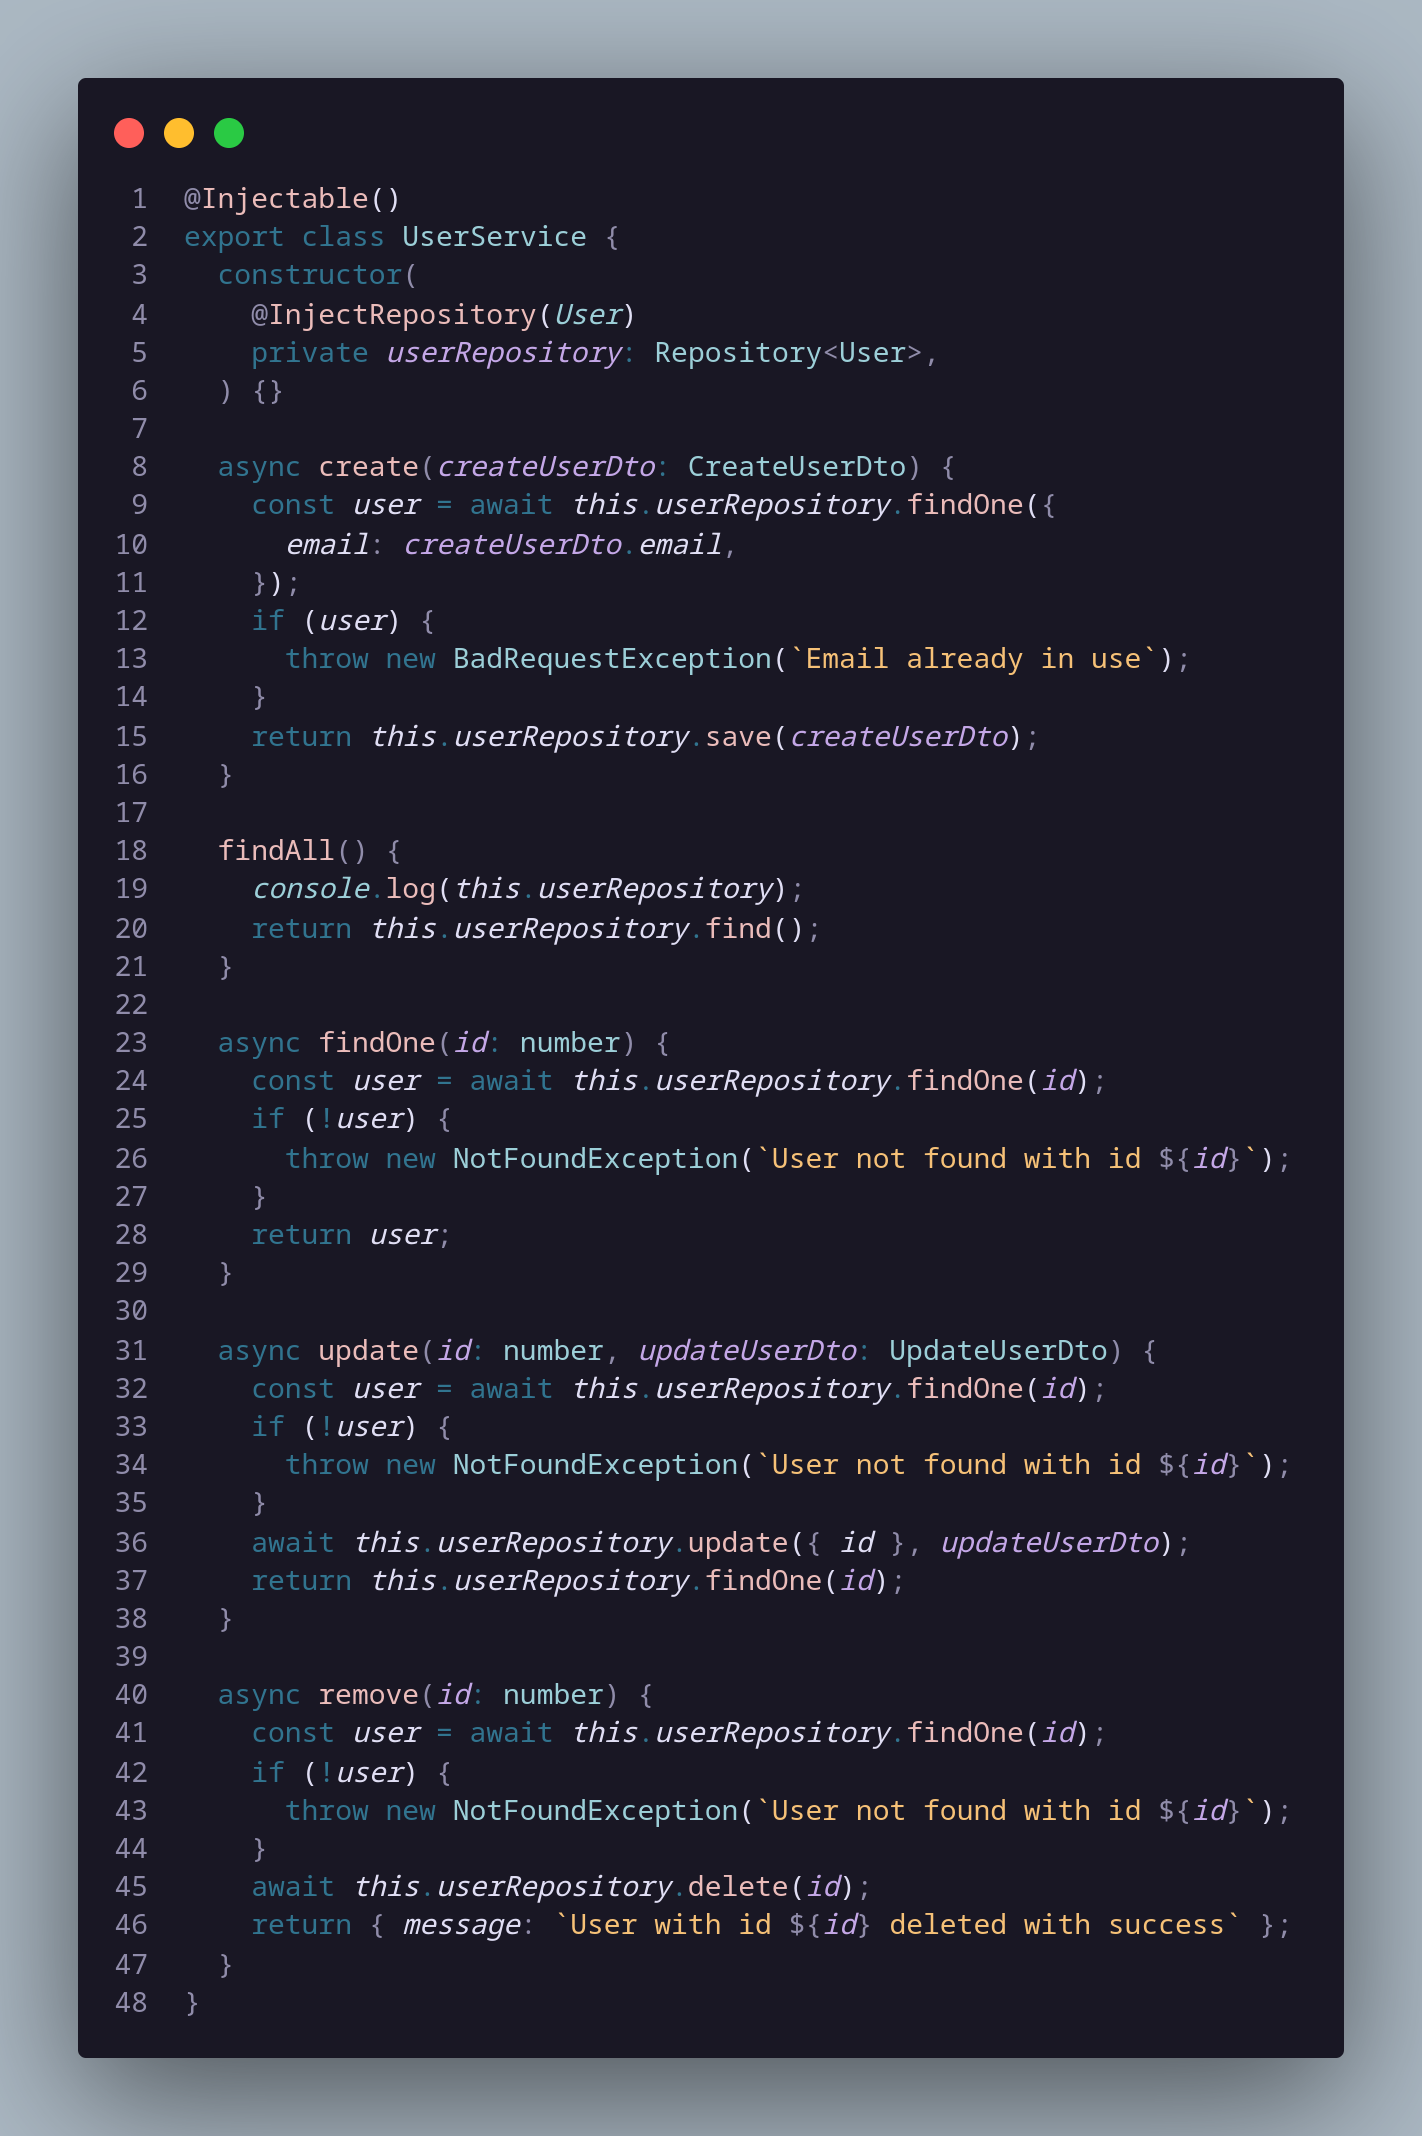 1 @Injectable()
2 export class UserService {
3   constructor(
4     @InjectRepository(User)
5     private userRepository: Repository<User>,
6   ) {}
7
8   async create(createUserDto: CreateUserDto) {
9     const user = await this.userRepository.findOne({
10       email: createUserDto.email,
11     });
12     if (user) {
13       throw new BadRequestException(`Email already in use`);
14     }
15     return this.userRepository.save(createUserDto);
16   }
17
18   findAll() {
19     console.log(this.userRepository);
20     return this.userRepository.find();
21   }
22
23   async findOne(id: number) {
24     const user = await this.userRepository.findOne(id);
25     if (!user) {
26       throw new NotFoundException(`User not found with id ${id}`);
27     }
28     return user;
29   }
30
31   async update(id: number, updateUserDto: UpdateUserDto) {
32     const user = await this.userRepository.findOne(id);
33     if (!user) {
34       throw new NotFoundException(`User not found with id ${id}`);
35     }
36     await this.userRepository.update({ id }, updateUserDto);
37     return this.userRepository.findOne(id);
38   }
39
40   async remove(id: number) {
41     const user = await this.userRepository.findOne(id);
42     if (!user) {
43       throw new NotFoundException(`User not found with id ${id}`);
44     }
45     await this.userRepository.delete(id);
46     return { message: `User with id ${id} deleted with success` };
47   }
48 }